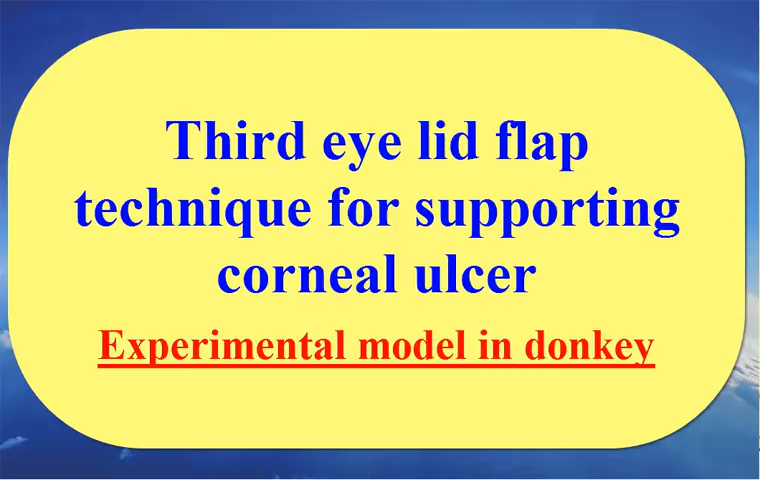 Third eye lid flap
technique for supporting
corneal ulcer
Experimental model in donkey